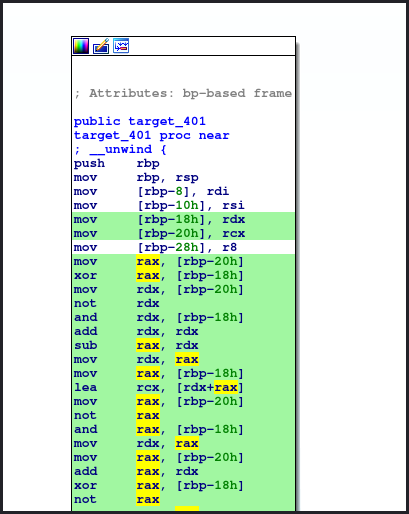 ; Attributes: bp-based frame
public target_401
target_401 proc near
; __unwind {
push rbp
mov rbp, rsp
mov [rbp-8], rdi
mov [rbp-10h], rsi
mov [rbp-18h], rdx
mov [rbp-20h], rcx
mov [rbp-28h], r8
mov rax, [rbp-20h]
xor rax, [rbp-18h]
mov rdx, [rbp-20h]
not rdx
and rdx, [rbp-18h]
add rdx, rdx
sub rax, rdx
mov rdx, rax
mov rax, [rbp-18h]
lea rcx, [rdx+rax]
mov rax, [rbp-20h]
not rax
and rax, [rbp-18h]
mov rdx, rax
mov rax, [rbp-20h]
add rax, rdx
xor rax, [rbp-18h]
not rax